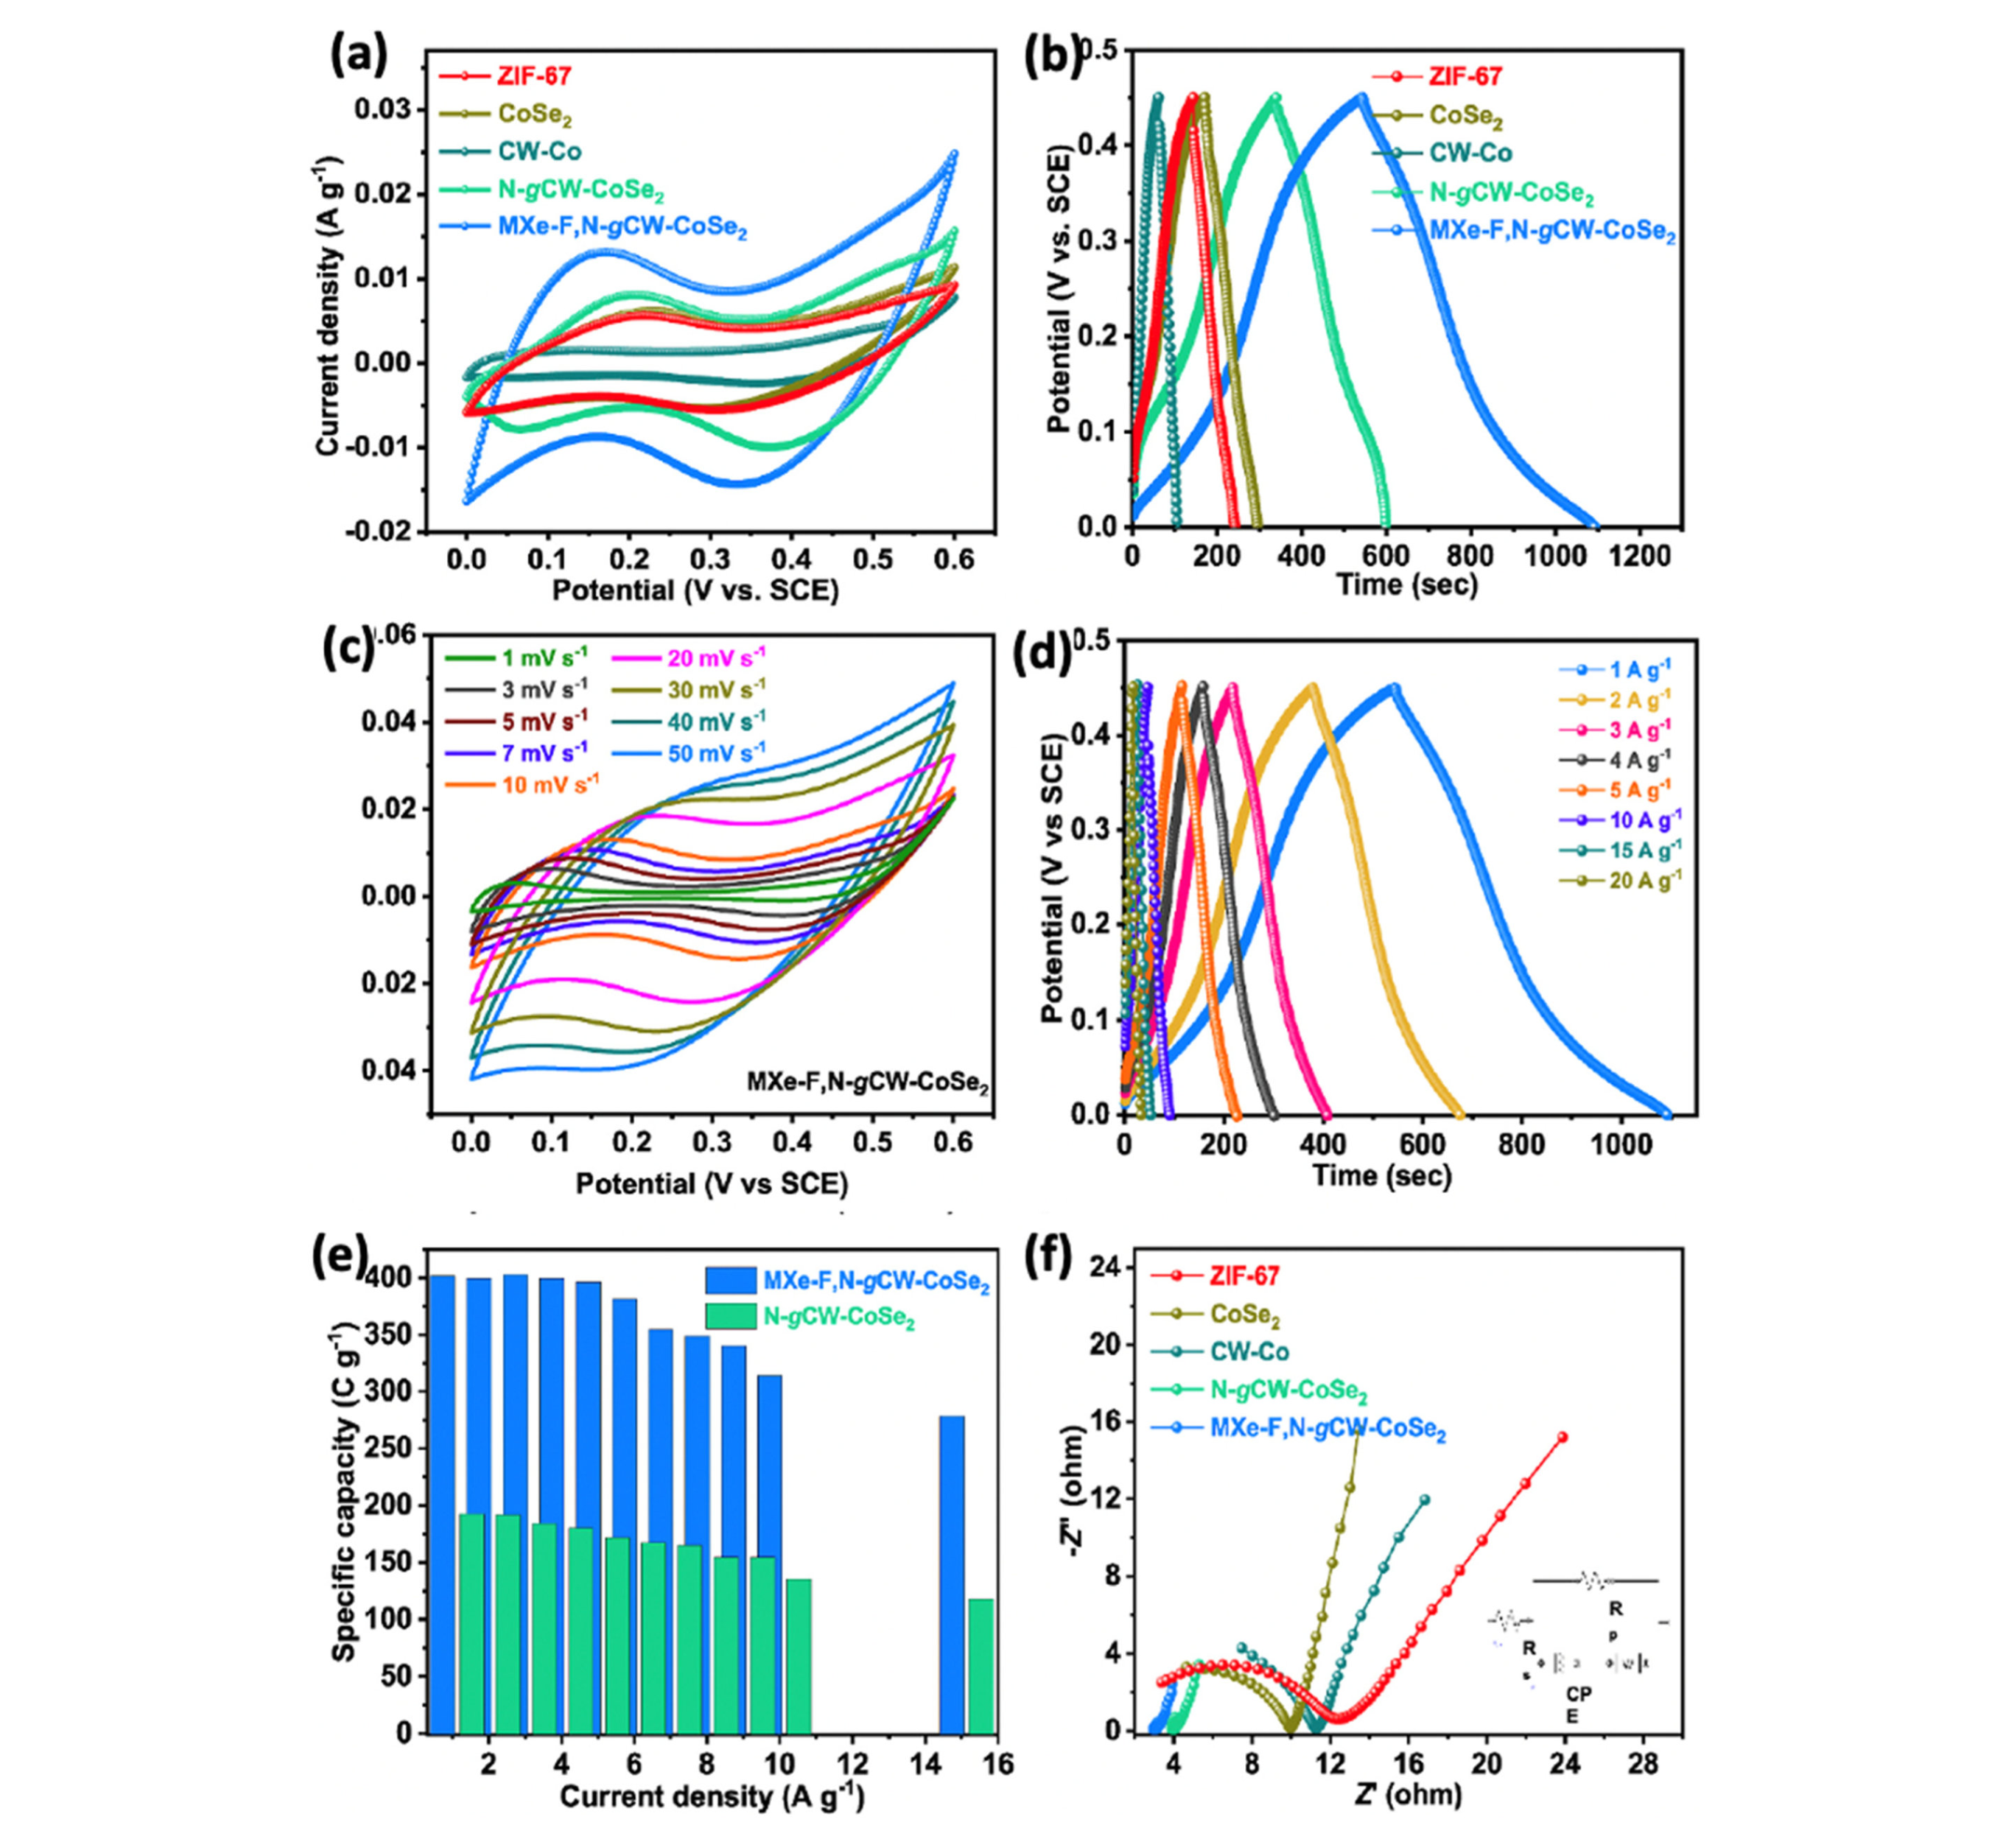 (a)
ZIF-67
CoSe2
CW-Co
N-gCW-CoSe2
MXe-F,N-gCW-CoSe2
Current density (A g-1)
0.03
0.02
0.01
0.00
-0.01
-0.02
0.0 0.1 0.2 0.3 0.4 0.5 0.6
Potential (V vs. SCE)
(b)
ZIF-67
CoSe2
CW-Co
N-gCW-CoSe2
MXe-F,N-gCW-CoSe2
Potential (V vs. SCE)
0.5
0.4
0.3
0.2
0.1
0.0
0 200 400 600 800 1000 1200
Time (sec)
(c)
1 mV s-1 20 mV s-1
3 mV s-1 30 mV s-1
5 mV s-1 40 mV s-1
7 mV s-1 50 mV s-1
10 mV s-1
.06
0.04
0.02
0.00
0.02
0.04
MXe-F,N-gCW-CoSe2
0.0 0.1 0.2 0.3 0.4 0.5 0.6
Potential (V vs SCE)
(d)
1 A g-1
2 A g-1
3 A g-1
4 A g-1
5 A g-1
10 A g-1
15 A g-1
20 A g-1
Potential (V vs SCE)
0.5
0.4
0.3
0.2
0.1
0.0
0 200 400 600 800 1000
Time (sec)
(e)
MXe-F,N-gCW-CoSe2
N-gCW-CoSe2
Specific capacity (C g-1)
400
350
300
250
200
150
100
50
0
2 4 6 8 10 12 14 16
Current density (A g-1)
(f)
ZIF-67
CoSe2
CW-Co
N-gCW-CoSe2
MXe-F,N-gCW-CoSe2
-Z'' (ohm)
24
20
16
12
8
4
0
R
p
R
s
CP
E
4 8 12 16 20 24 28
Z' (ohm)